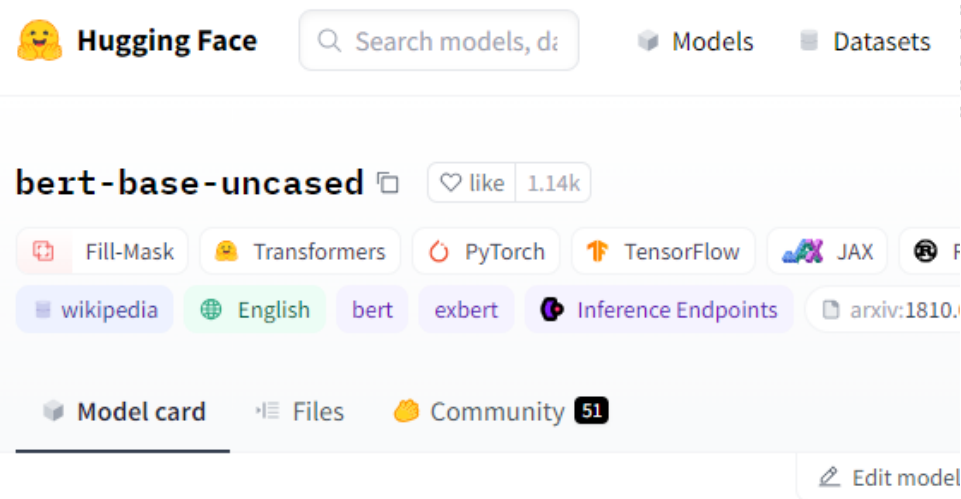 Hugging Face Search models, da Models Datasets
bert-base-uncased like 1.14k
Fill-Mask Transformers PyTorch TensorFlow JAX
wikipedia English bert exbert Inference Endpoints arxiv:1810.
Model card Files Community 51
Edit model